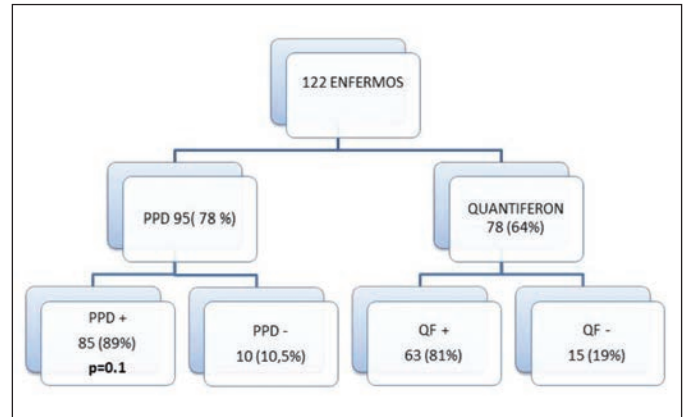 122 ENFERMOS
PPD 95( 78 %)
QUANTIFERON
78 (64%)
PPD +
85 (89%)
p=0.1
PPD -
10 (10,5%)
QF +
63 (81%)
QF -
15 (19%)